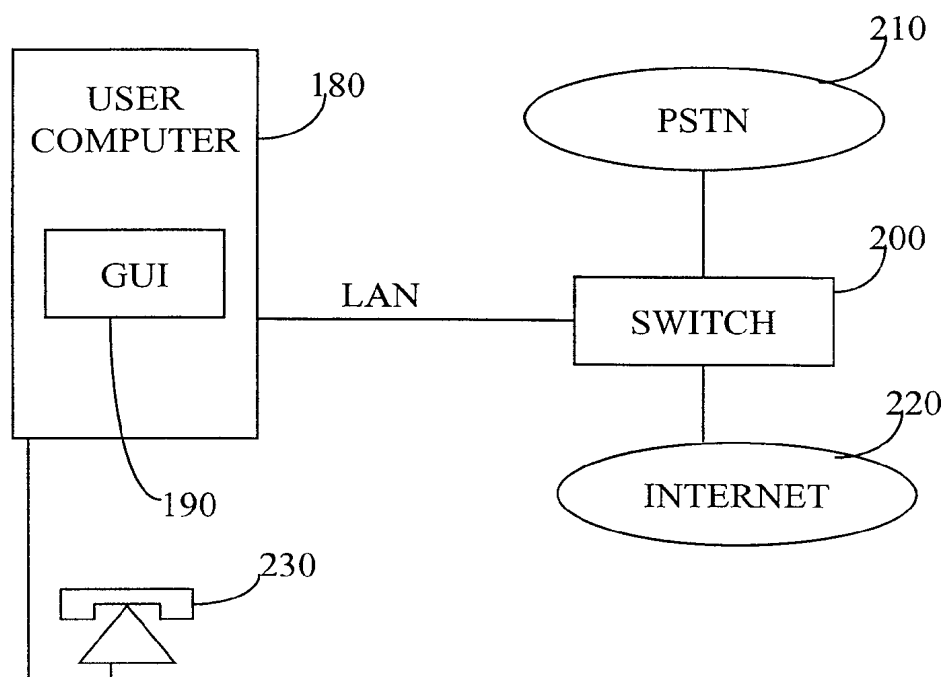 210
USER
COMPUTER
180
PSTN
200
GUI
LAN
SWITCH
220
190
INTERNET
230